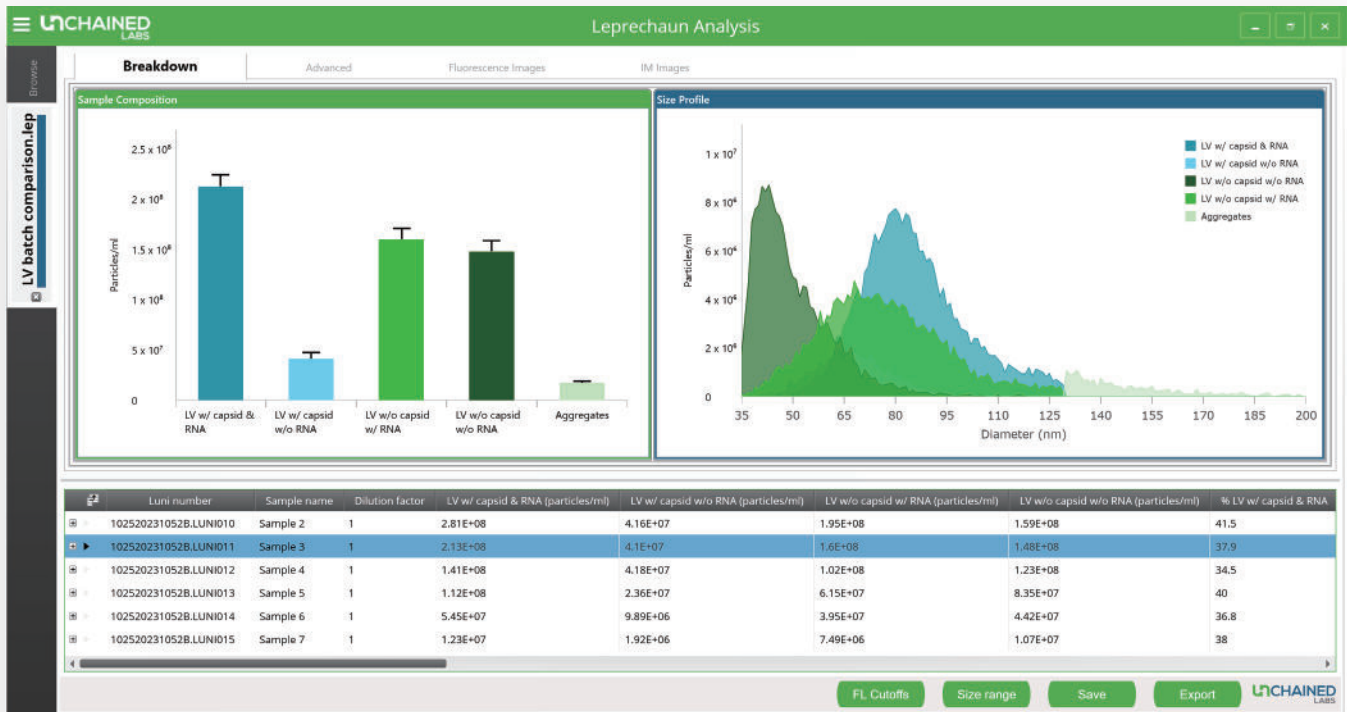 UNCHAINED
LABS
Leprechaun Analysis
Browse
LV batch comparison.lep
Breakdown
Advanced
Fluorescence Images
IM Images
Sample Composition
2.5 x 10⁸
2 x 10⁸
1.5 x 10⁸
1 x 10⁸
5 x 10⁷
0
Particles/ml
LV w/ capsid &
RNA
LV w/ capsid
w/o RNA
LV w/o capsid
w/ RNA
LV w/o capsid
w/o RNA
Aggregates
Size Profile
1 x 10⁷
8 x 10⁶
6 x 10⁶
4 x 10⁶
2 x 10⁶
0
Particles/ml
LV w/ capsid & RNA
LV w/ capsid w/o RNA
LV w/o capsid w/o RNA
LV w/o capsid w/ RNA
Aggregates
35 50 65 80 95 110 125 140 155 170 185 200
Diameter (nm)
Luni number Sample name Dilution factor LV w/ capsid & RNA (particles/ml) LV w/ capsid w/o RNA (particles/ml) LV w/o capsid w/ RNA (particles/ml) LV w/o capsid w/o RNA (particles/ml) % LV w/ capsid & RNA
102520231052B.LUNI010 Sample 2 1 2.81E+08 4.16E+07 1.95E+08 1.59E+08 41.5
102520231052B.LUNI011 Sample 3 1 2.13E+08 4.1E+07 1.6E+08 1.48E+08 37.9
102520231052B.LUNI012 Sample 4 1 1.41E+08 4.18E+07 1.02E+08 1.23E+08 34.5
102520231052B.LUNI013 Sample 5 1 1.12E+08 2.36E+07 6.15E+07 8.35E+07 40
102520231052B.LUNI014 Sample 6 1 5.45E+07 9.89E+06 3.95E+07 4.42E+07 36.8
102520231052B.LUNI015 Sample 7 1 1.23E+07 1.92E+06 7.49E+06 1.07E+07 38
FL Cutoffs
Size range
Save
Export
UNCHAINED
LABS